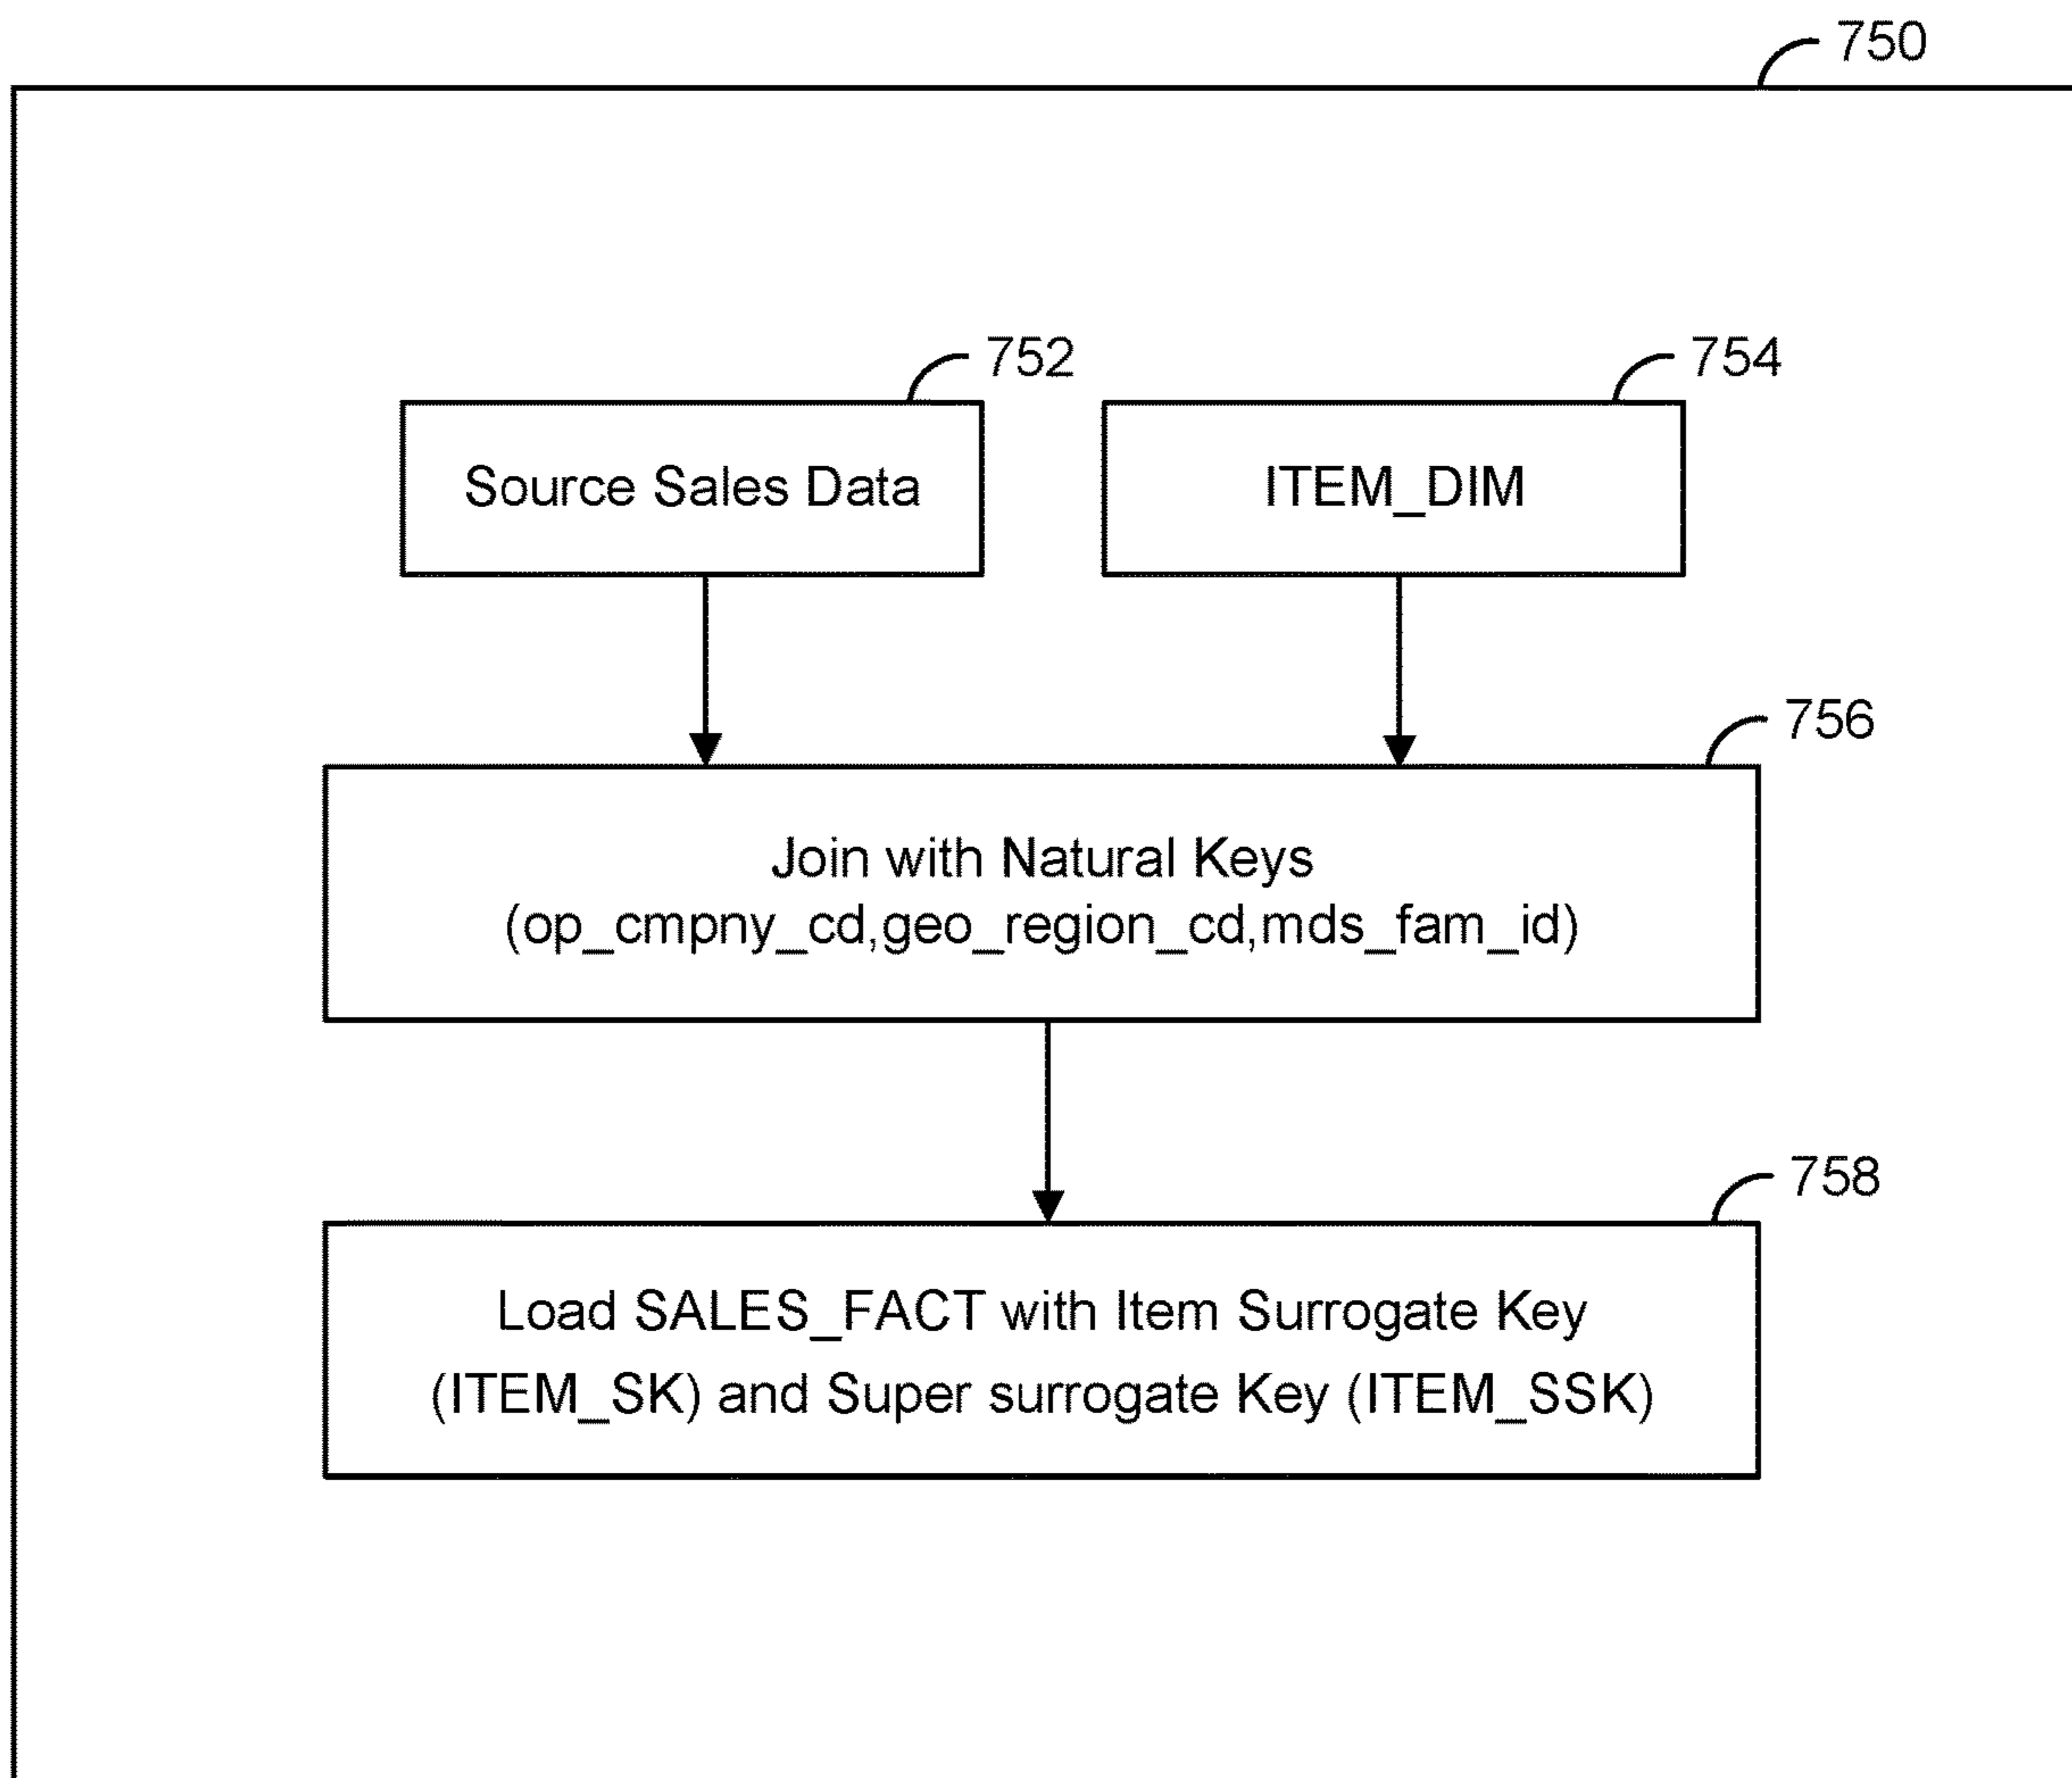 750
752
754
Source Sales Data
ITEM_DIM
756
Join with Natural Keys
(op_cmpny_cd,geo_region_cd,mds_fam_id)
758
Load SALES_FACT with Item Surrogate Key
(ITEM_SK) and Super surrogate Key (ITEM_SSK)